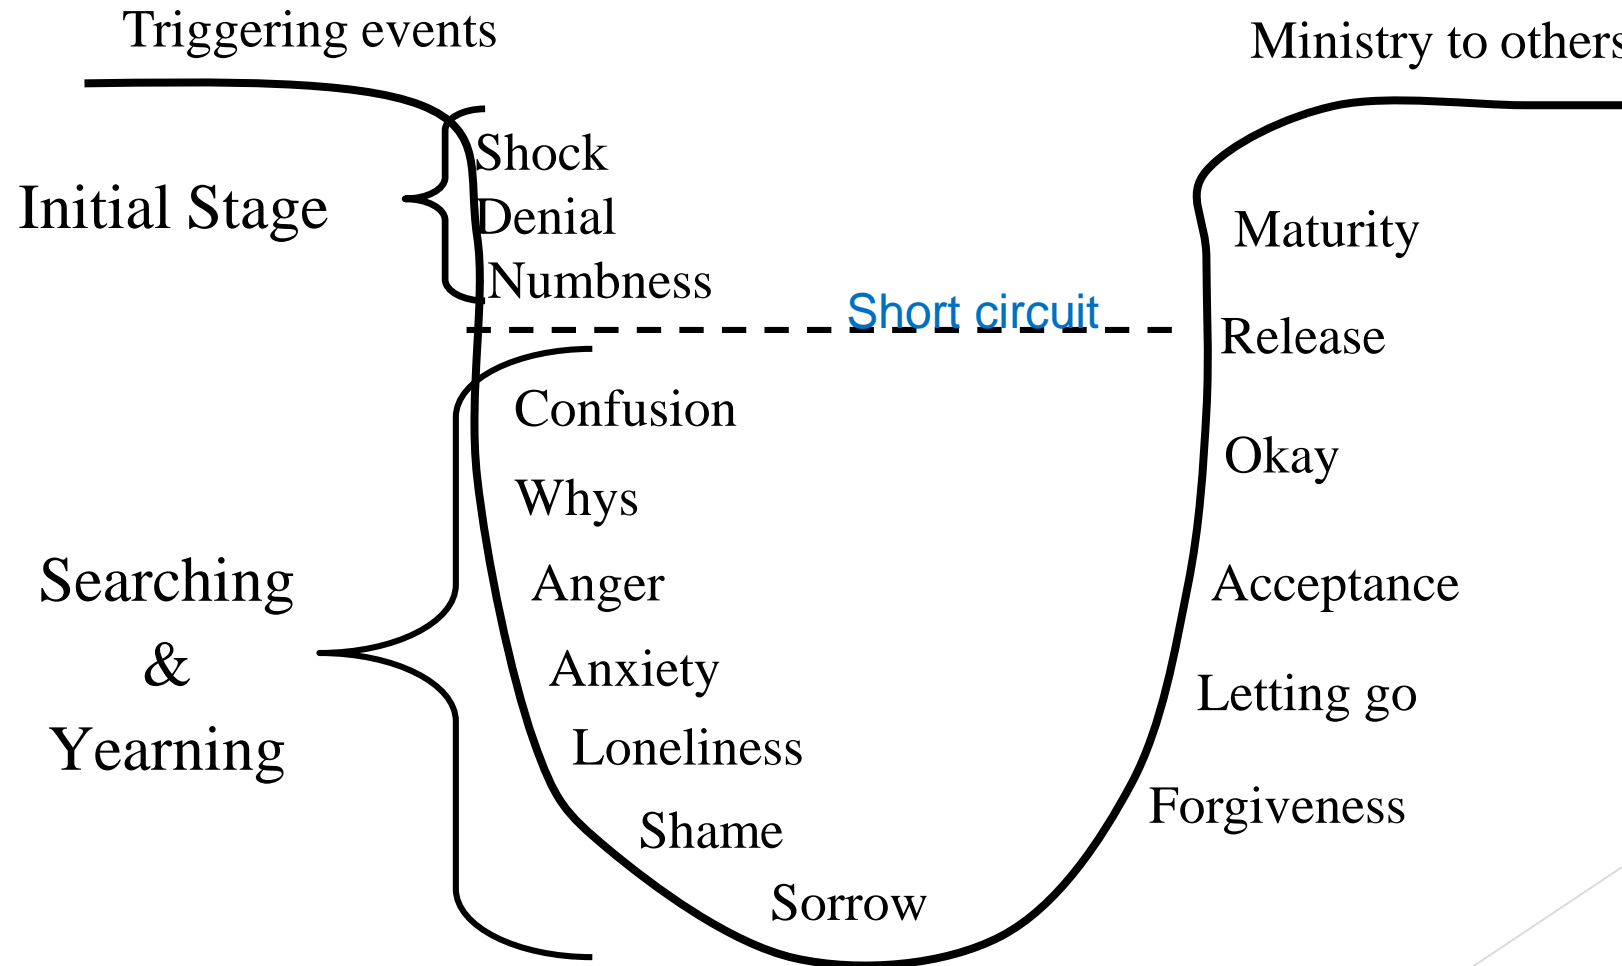 Triggering events
Ministry to others
Shock
Initial Stage
Denial
Numbness
Maturity
Short circuit
Release
Confusion
Okay
Whys
Searching
&
Yearning
Anger
Acceptance
Anxiety
Letting go
Loneliness
Forgiveness
Shame
Sorrow